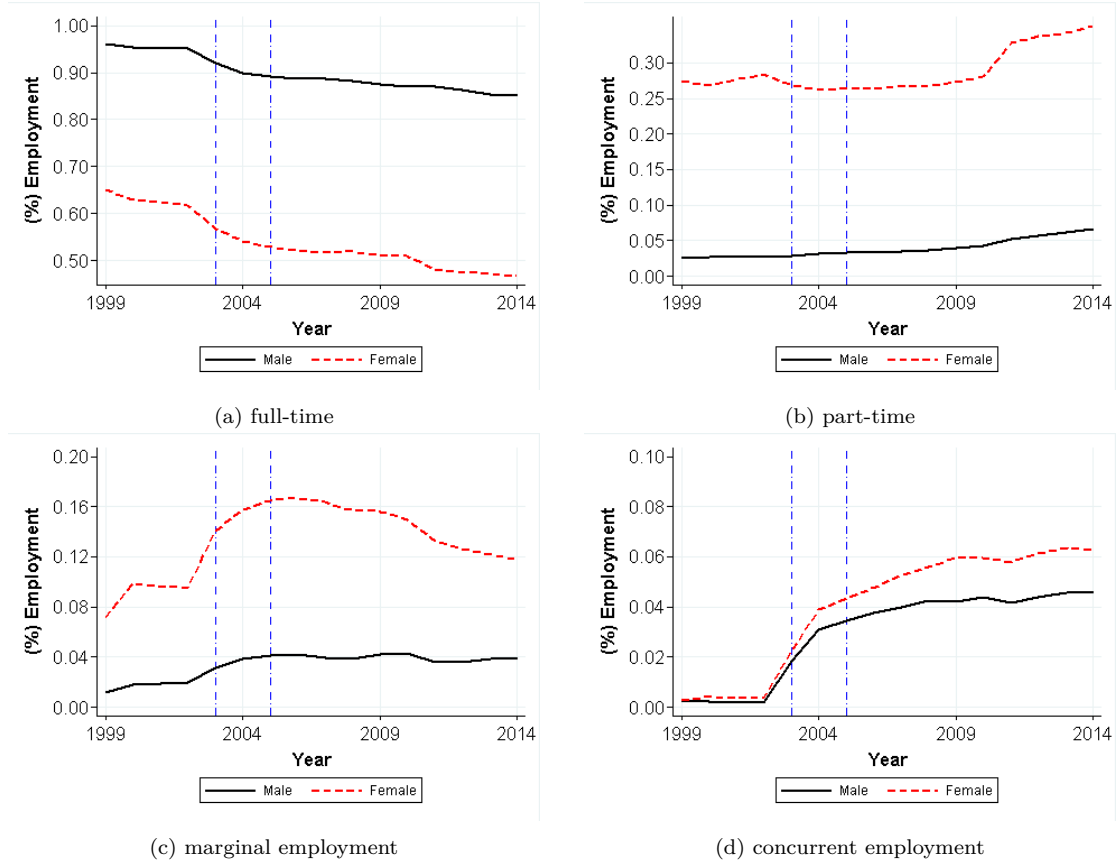 1.00
0.90
0.80
0.70
0.60
0.50
(%) Employment
1999 2004 2009 2014
Year
Male Female
(a) full-time
0.30
0.25
0.20
0.15
0.10
0.05
0.00
(%) Employment
1999 2004 2009 2014
Year
Male Female
(b) part-time
0.20
0.16
0.12
0.08
0.04
0.00
(%) Employment
1999 2004 2009 2014
Year
Male Female
(c) marginal employment
0.10
0.08
0.06
0.04
0.02
0.00
(%) Employment
1999 2004 2009 2014
Year
Male Female
(d) concurrent employment